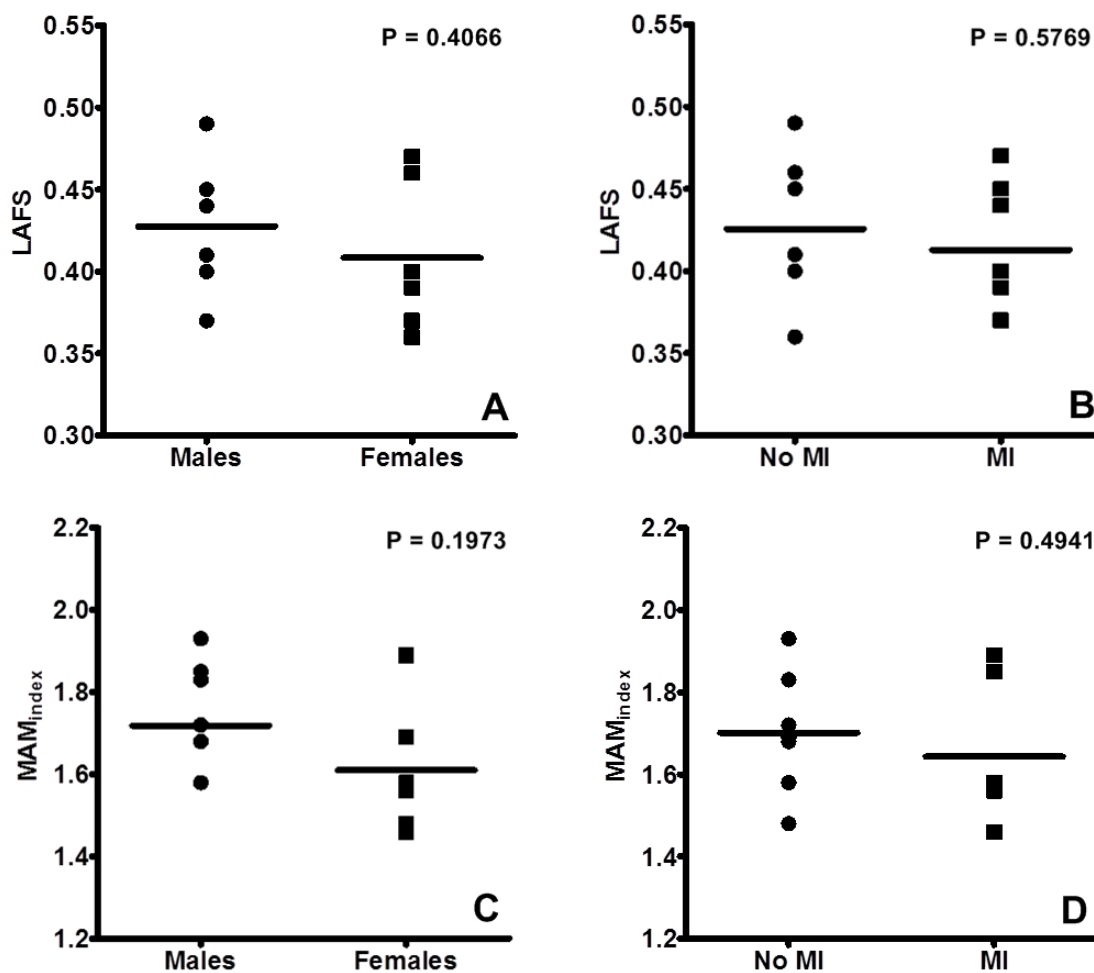 P = 0.4066
0.55
0.50
0.45
0.40
0.35
0.30
LAFS
Males Females
A
P = 0.5769
0.55
0.50
0.45
0.40
0.35
0.30
LAFS
No MI MI
B
P = 0.1973
2.2
2.0
1.8
1.6
1.4
1.2
MAMindex
Males Females
C
P = 0.4941
2.2
2.0
1.8
1.6
1.4
1.2
MAMindex
No MI MI
D